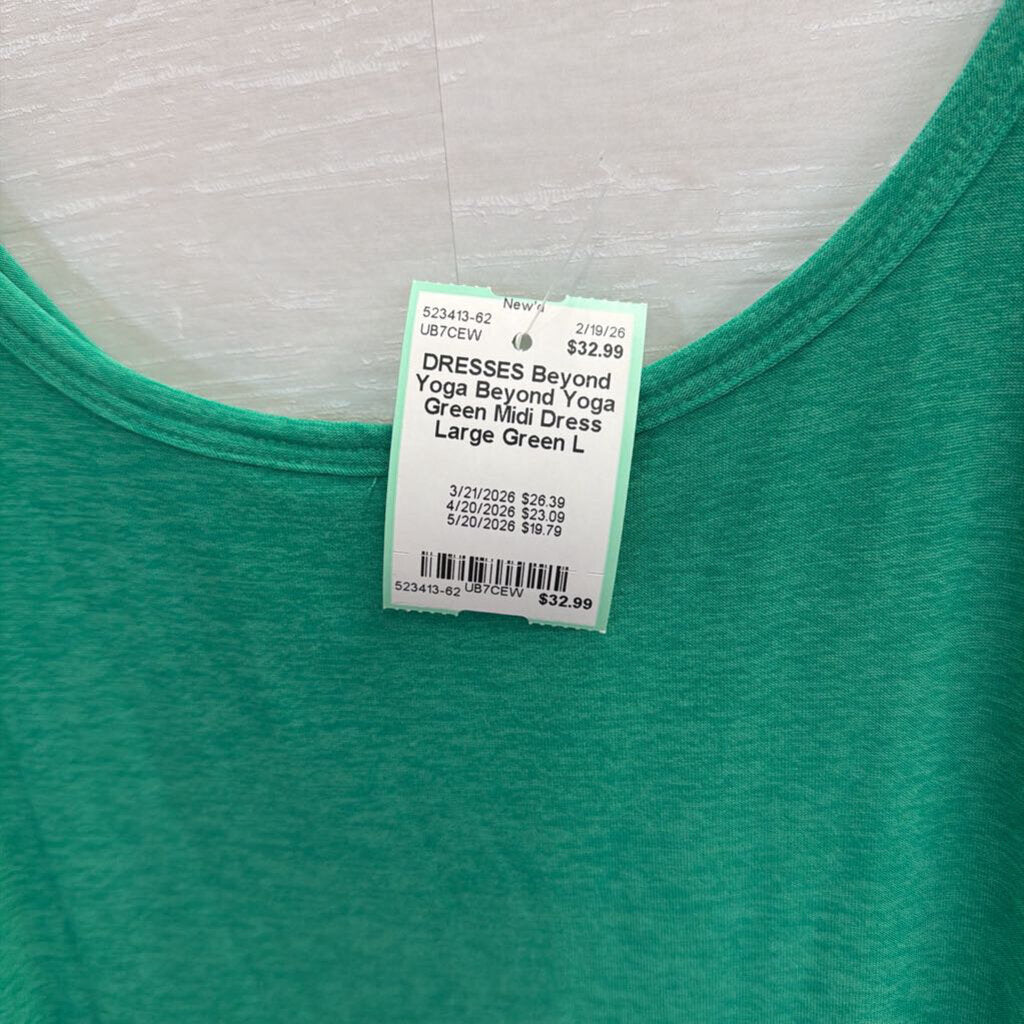 New'd
523413-62 2/19/26
UB7CEW $32.99
DRESSES Beyond
Yoga Beyond Yoga
Green Midi Dress
Large Green L
3/21/2026 $26.39
4/20/2026 $23.09
5/20/2026 $19.79
523413-62 UB7CEW $32.99